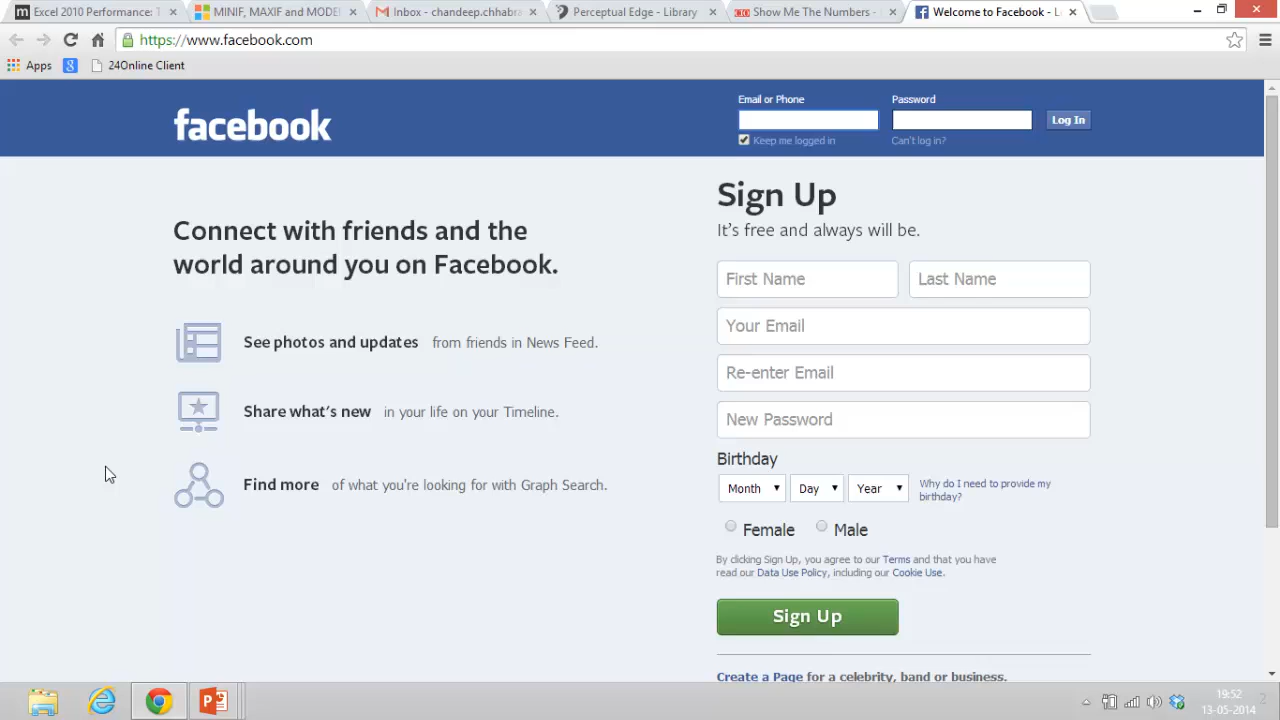 Excel 2010 Performance: T
MINIF, MAXIF and MODE
Inbox - chandeep.chhabra
Perceptual Edge - Library
Show Me The Numbers -
Welcome to Facebook - L
https://www.facebook.com
Apps
24Online Client
facebook
Email or Phone
Password
Log In
Keep me logged in
Can't log in?
Connect with friends and the
world around you on Facebook.
See photos and updates from friends in News Feed.
Share what's new in your life on your Timeline.
Find more of what you're looking for with Graph Search.
Sign Up
It's free and always will be.
First Name
Last Name
Your Email
Re-enter Email
New Password
Birthday
Month
Day
Year
Why do I need to provide my
birthday?
Female
Male
By clicking Sign Up, you agree to our Terms and that you have
read our Data Use Policy, including our Cookie Use.
Sign Up
Create a Page for a celebrity, band or business.
19:52
13-05-2014
2